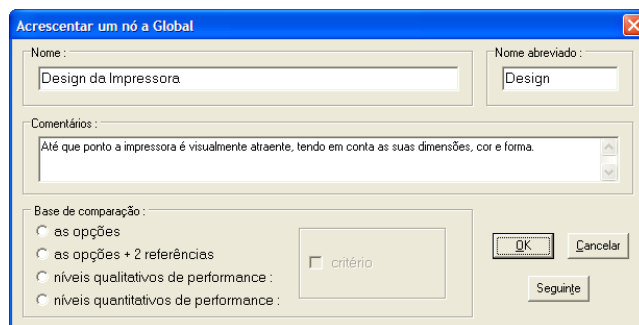 Acrescentar um nó a Global
Nome :
Nome abreviado :
Design da Impressora
Design
Comentários :
Até que ponto a impressora é visualmente atraente, tendo em conta as suas dimensões, cor e forma.
Base de comparação :
as opções
as opções + 2 referências
níveis qualitativos de performance :
níveis quantitativos de performance :
critério
OK
Cancelar
Seguinte